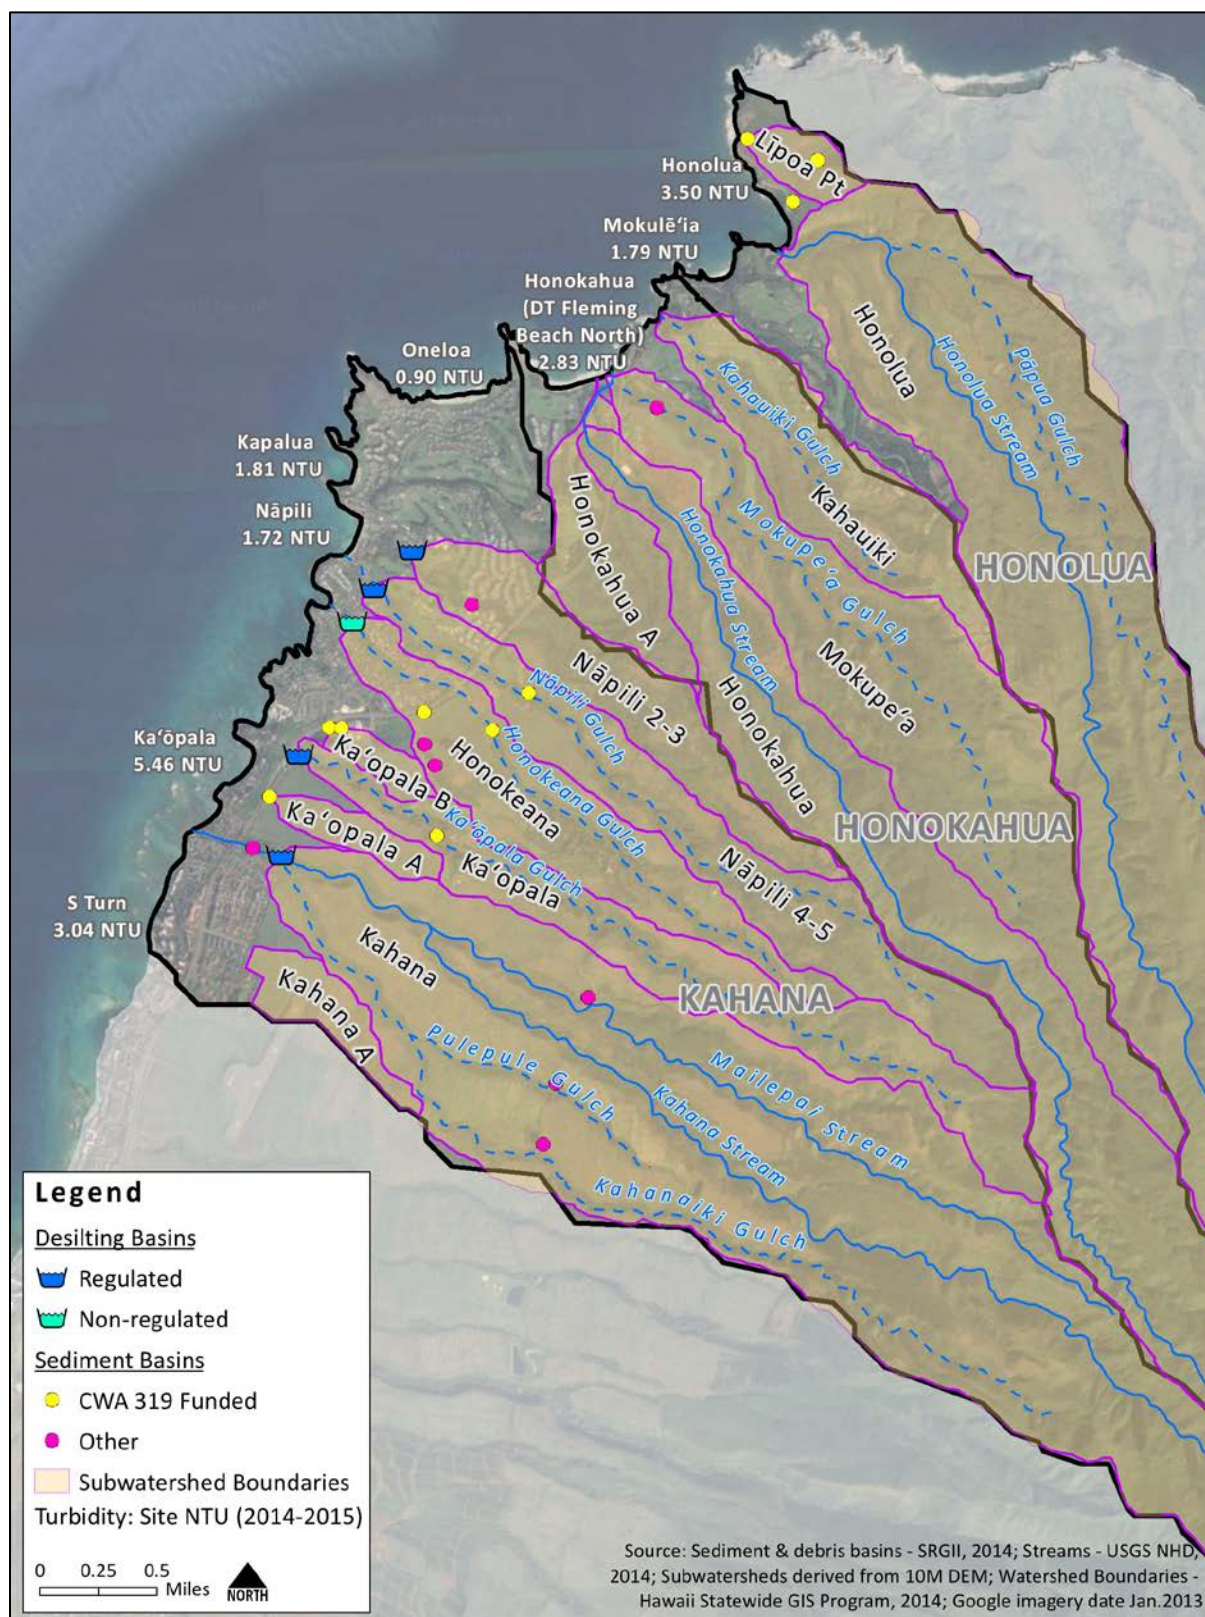 Līpoa Pt
Honolua
3.50 NTU
Mokulē‘ia
1.79 NTU
Honokahua
(DT Fleming
Beach North)
2.83 NTU
Oneloa
0.90 NTU
Kapalua
1.81 NTU
Nāpili
1.72 NTU
Ka‘ōpala
5.46 NTU
S Turn
3.04 NTU
Honolua
Honolua Stream
Pāpua Gulch
Kahauiki Gulch
Kahauiki
HONOLUA
Mokupe‘a Gulch
Mokupe‘a
Honokahua A
Honokahua Stream
Honokahua
HONOKAHUA
Nāpili 2-3
Nāpili Gulch
Honokeana Gulch
Honokeana
Nāpili 4-5
Ka‘opala B
Ka‘ōpala Gulch
Ka‘opala A
Ka‘opala
KAHANA
Kahana
Kahana A
Pulepule Gulch
Mailepai Stream
Kahana Stream
Kahanaiki Gulch
Legend
Desilting Basins
Regulated
Non-regulated
Sediment Basins
CWA 319 Funded
Other
Subwatershed Boundaries
Turbidity: Site NTU (2014-2015)
0 0.25 0.5
Miles
NORTH
Source: Sediment & debris basins - SRGII, 2014; Streams - USGS NHD,
2014; Subwatersheds derived from 10M DEM; Watershed Boundaries -
Hawaii Statewide GIS Program, 2014; Google imagery date Jan.2013